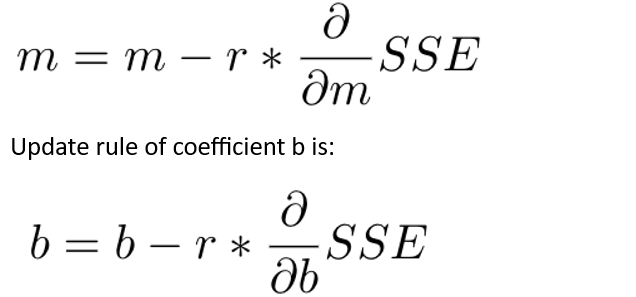 m = m − r * ∂/∂m SSE
Update rule of coefficient b is:
b = b − r * ∂/∂b SSE